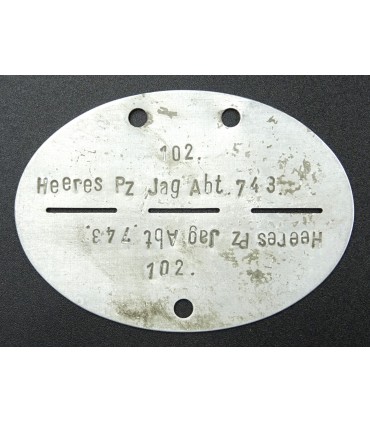 102.
Heeres Pz Jag Abt. 743.
Heeres Pz Jag Abt. 743.
102.